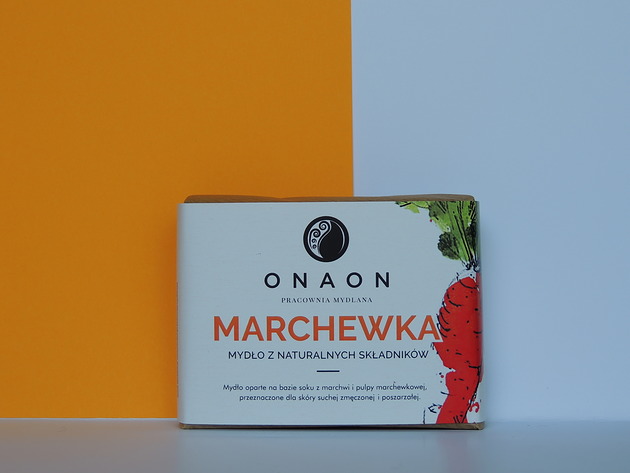 ONAON
PRACOWNIA MYDLANA
MARCHEWKA
MYDŁO Z NATURALNYCH SKŁADNIKÓW
Mydło oparte na bazie soku z marchwi i pulpy marchewkowej,
przeznaczone dla skóry suchej zmęczonej i poszarzałej.